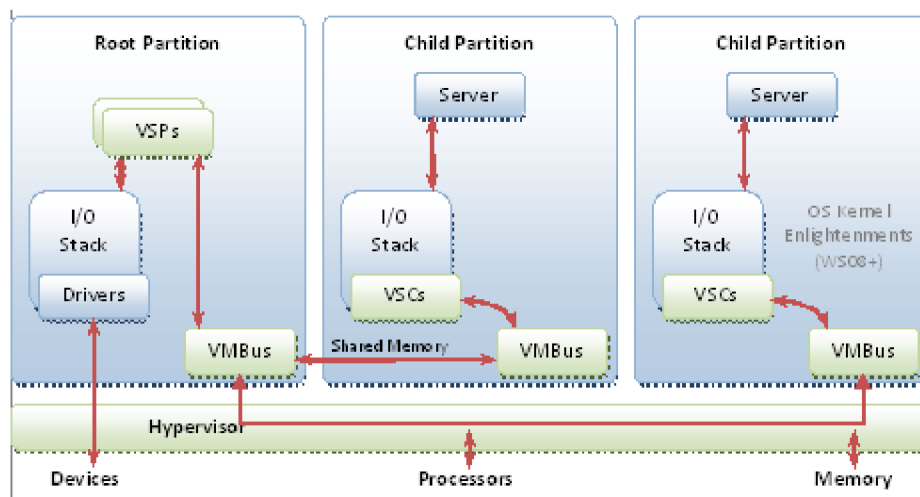 Root Partition
Child Partition
Child Partition
Server
Server
VSPs
I/O
Stack
I/O
Stack
I/O
Stack
OS Kernel
Enlightenments
(WS08+)
Drivers
VSCs
VSCs
VMBus
Shared Memory
VMBus
VMBus
Hypervisor
Devices
Processors
Memory